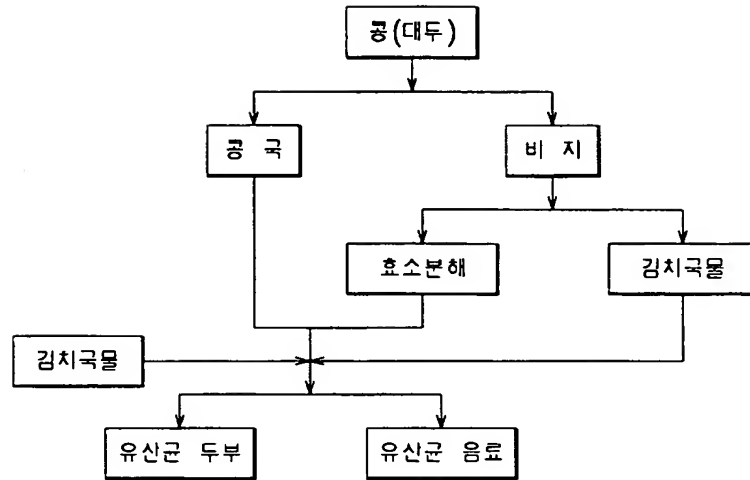 콩(대두)
콩 국
비 지
효소분해
김치국물
김치국물
유산균 두부
유산균 음료